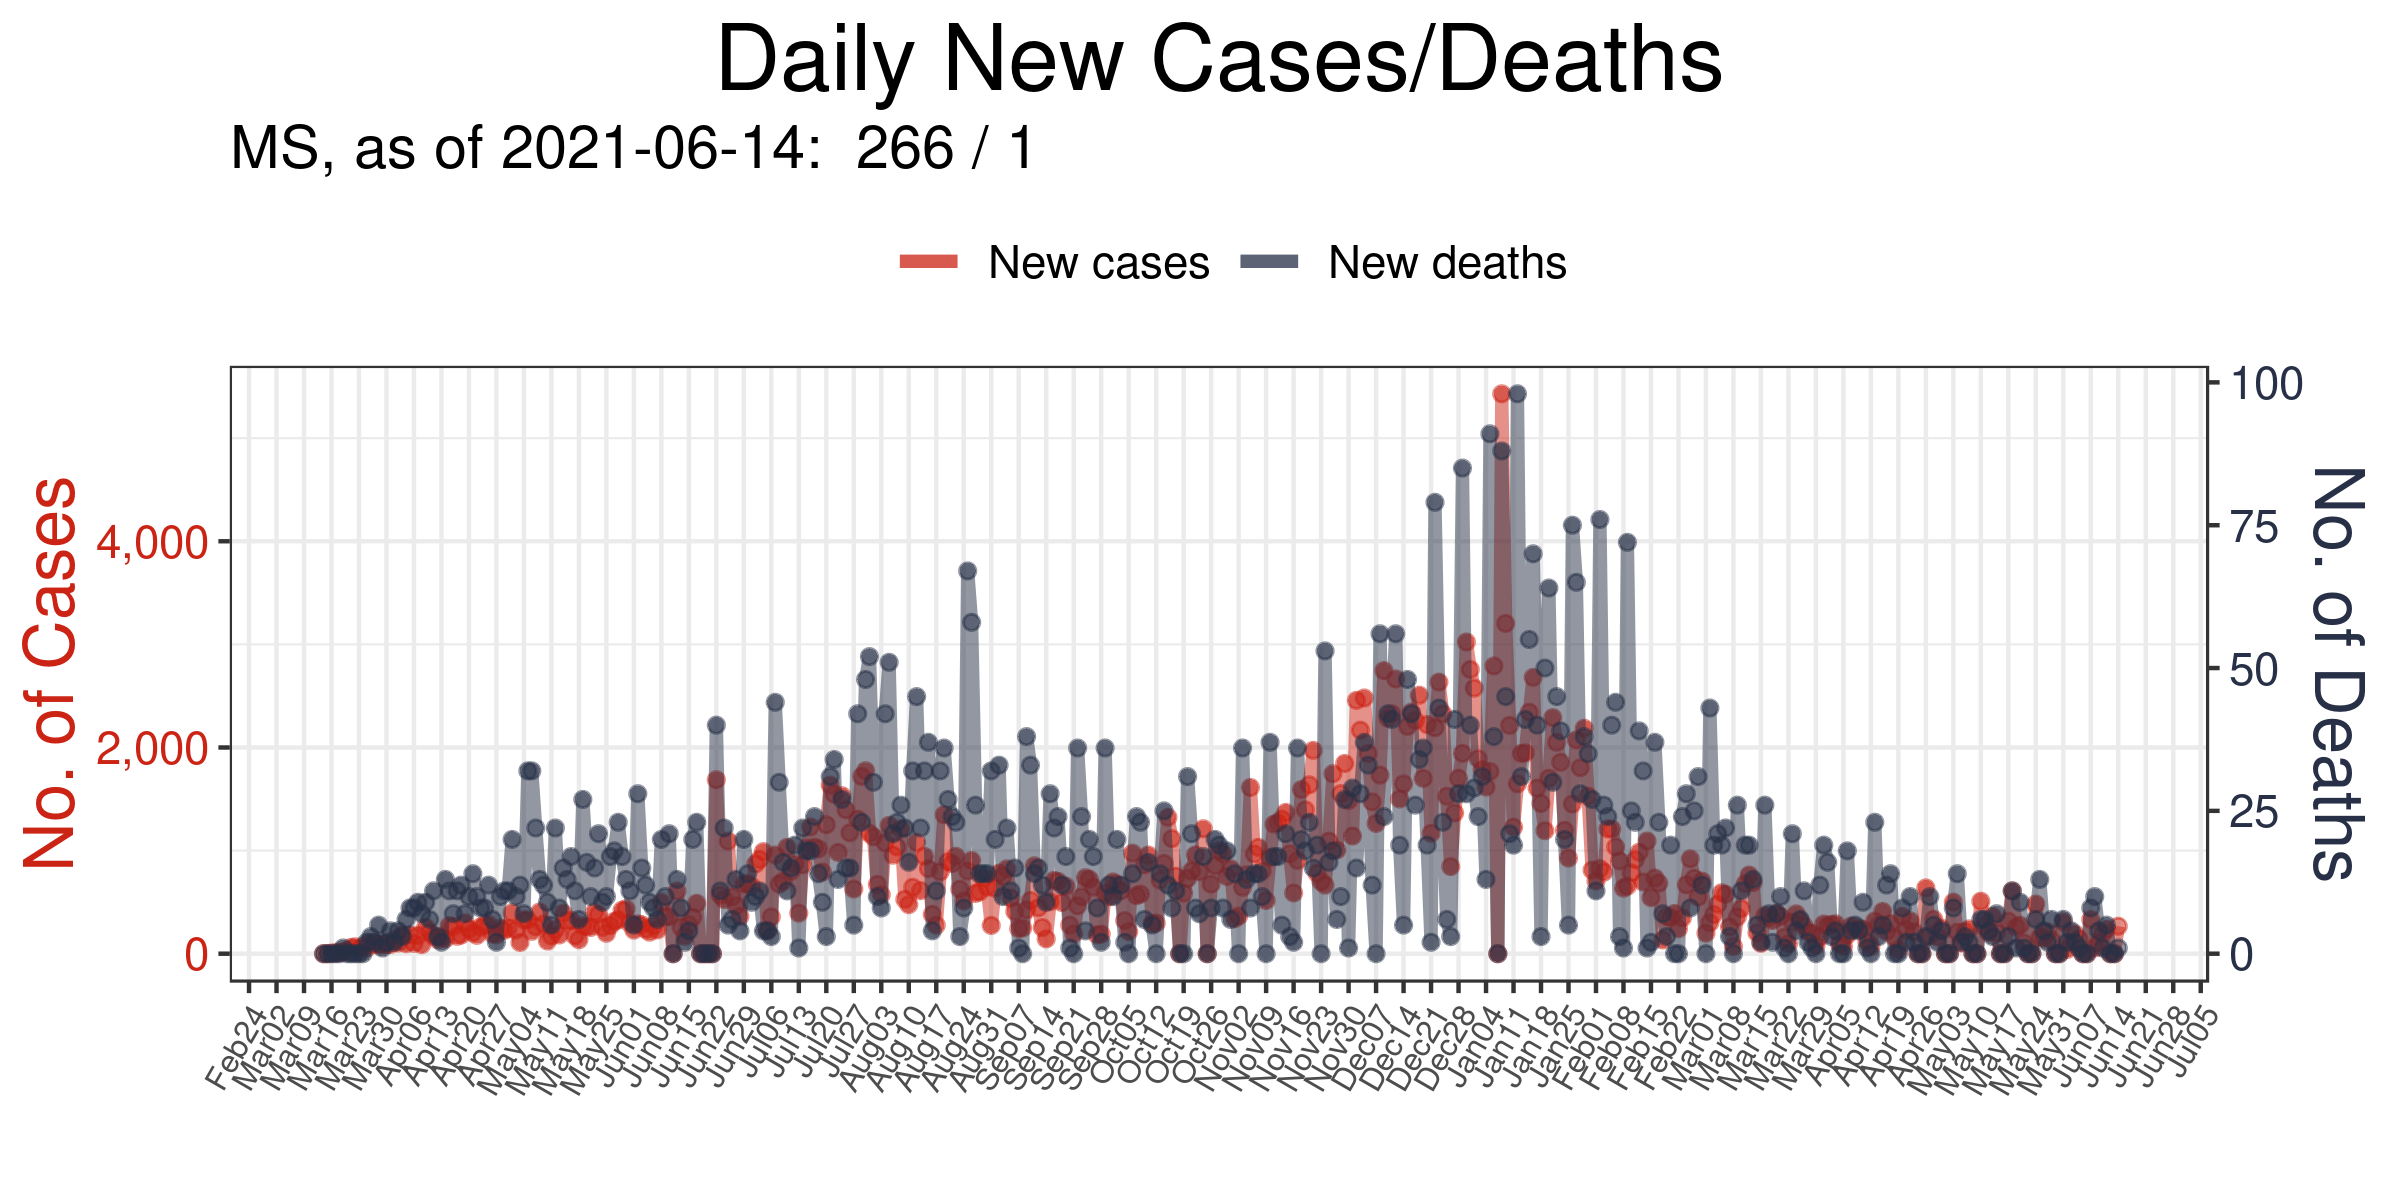 Daily New Cases/Deaths
MS, as of 2021-06-14: 266 / 1
New cases
New deaths
No. of Cases
4,000
2,000
0
100
75
50
25
0
No. of Deaths
Feb24
Mar02
Mar09
Mar16
Mar23
Mar30
Apr06
Apr13
Apr20
Apr27
May04
May11
May18
May25
Jun01
Jun08
Jun15
Jun22
Jun29
Jul06
Jul13
Jul20
Jul27
Aug03
Aug10
Aug17
Aug24
Aug31
Sep07
Sep14
Sep21
Sep28
Oct05
Oct12
Oct19
Oct26
Nov02
Nov09
Nov16
Nov23
Nov30
Dec07
Dec14
Dec21
Dec28
Jan04
Jan11
Jan18
Jan25
Feb01
Feb08
Feb15
Feb22
Mar01
Mar08
Mar15
Mar22
Mar29
Apr05
Apr12
Apr19
Apr26
May03
May10
May17
May24
May31
Jun07
Jun14
Jun21
Jun28
Jul05